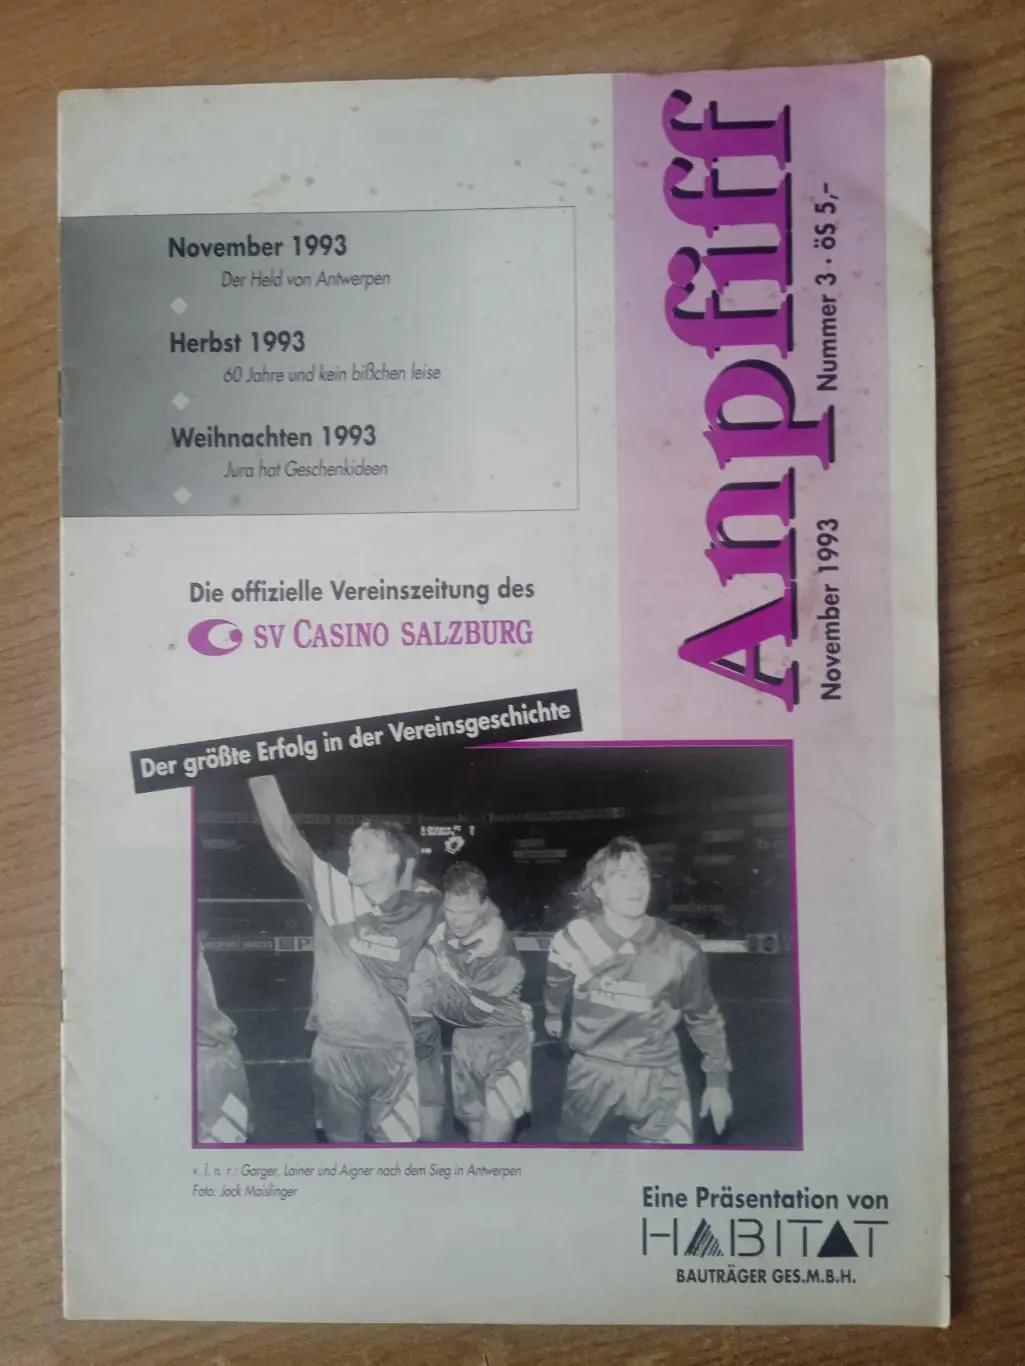 November 1993
Der Held von Antwerpen
Herbst 1993
60 Jahre und kein bißchen leise
Weihnachten 1993
Jura hat Geschenkideen
Anpfiff
November 1993
Nummer 3 · öS 5,–
Die offizielle Vereinszeitung des
SV CASINO SALZBURG
Der größte Erfolg in der Vereinsgeschichte
v. l. n. r.: Garger, Lainer und Aigner nach dem Sieg in Antwerpen
Foto: Jack Maislinger
Eine Präsentation von
HABITAT
BAUTRÄGER GES.M.B.H.